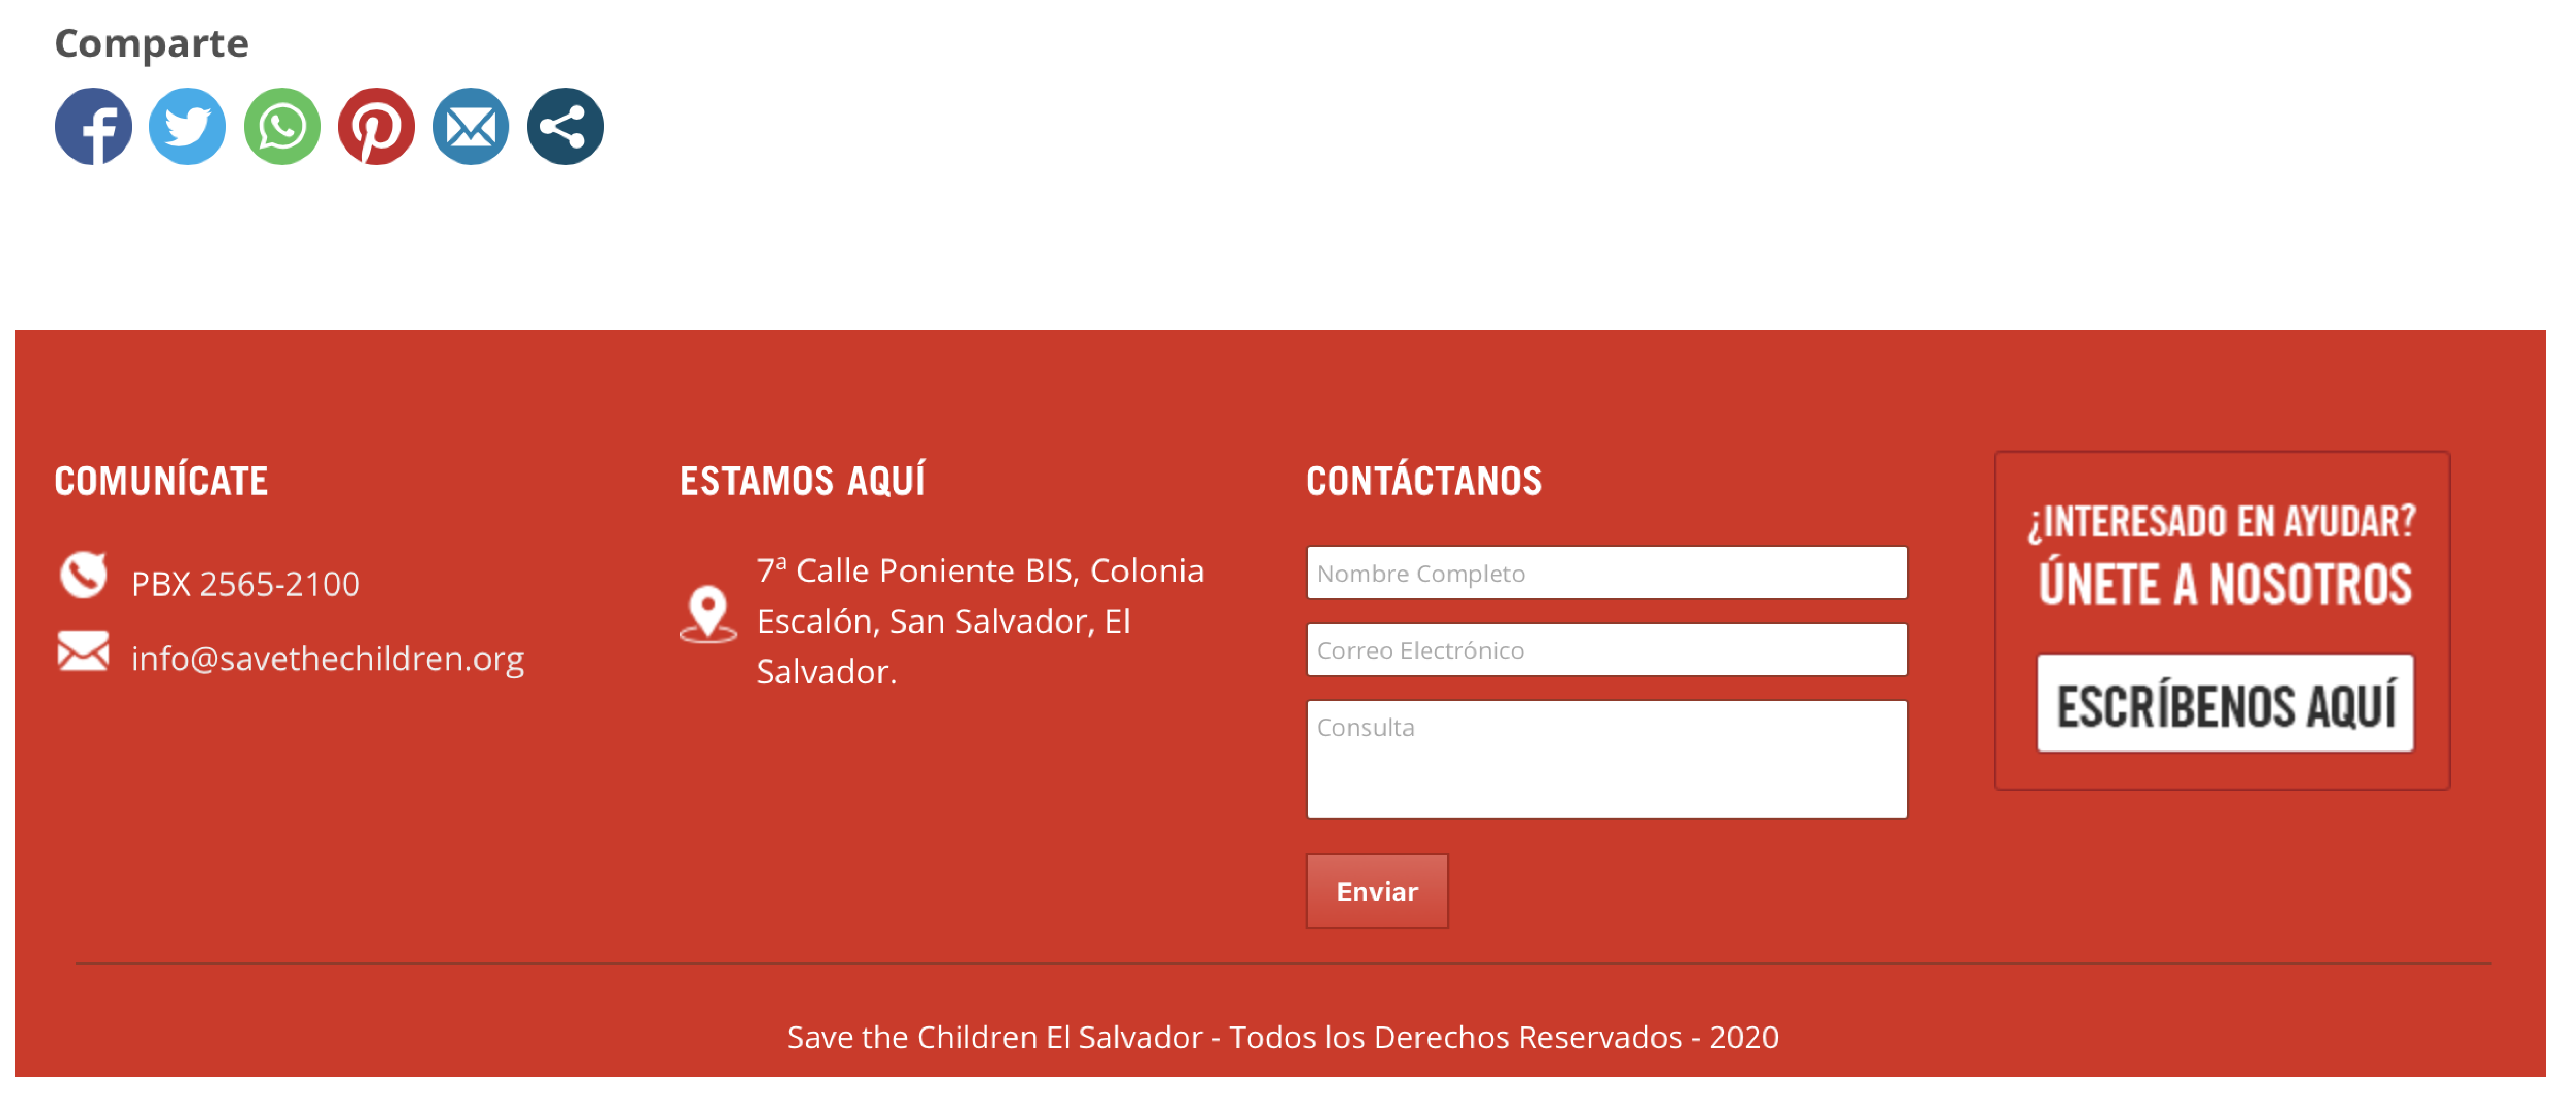 Comparte
COMUNÍCATE
PBX 2565-2100
info@savethechildren.org
ESTAMOS AQUÍ
7ª Calle Poniente BIS, Colonia
Escalón, San Salvador, El
Salvador.
CONTÁCTANOS
Nombre Completo
Correo Electrónico
Consulta
Enviar
¿INTERESADO EN AYUDAR?
ÚNETE A NOSOTROS
ESCRÍBENOS AQUÍ
Save the Children El Salvador - Todos los Derechos Reservados - 2020